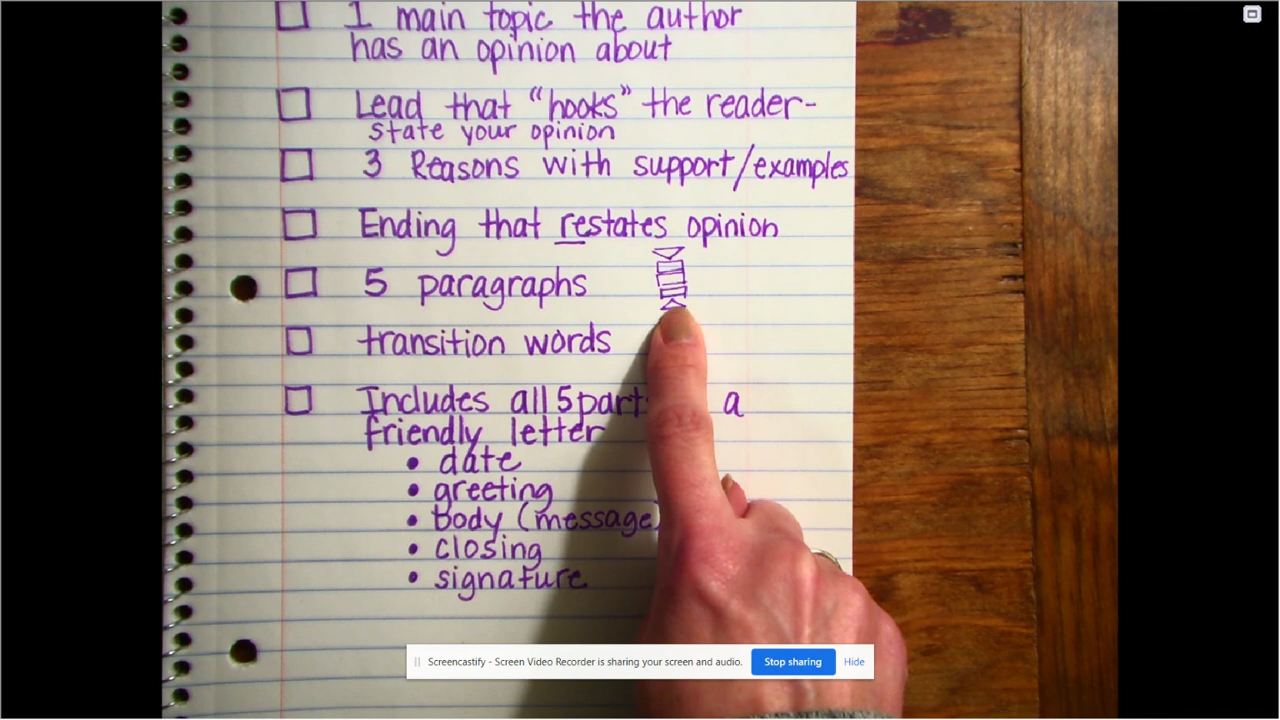 1 main topic the author
has an opinion about
Lead that "hooks" the reader-
state your opinion
3 Reasons with support/examples
Ending that restates opinion
5 paragraphs
transition words
Includes all 5 part a
friendly letter
• date
• greeting
• body (message)
• closing
• signature
Screencastify - Screen Video Recorder is sharing your screen and audio.
Stop sharing
Hide